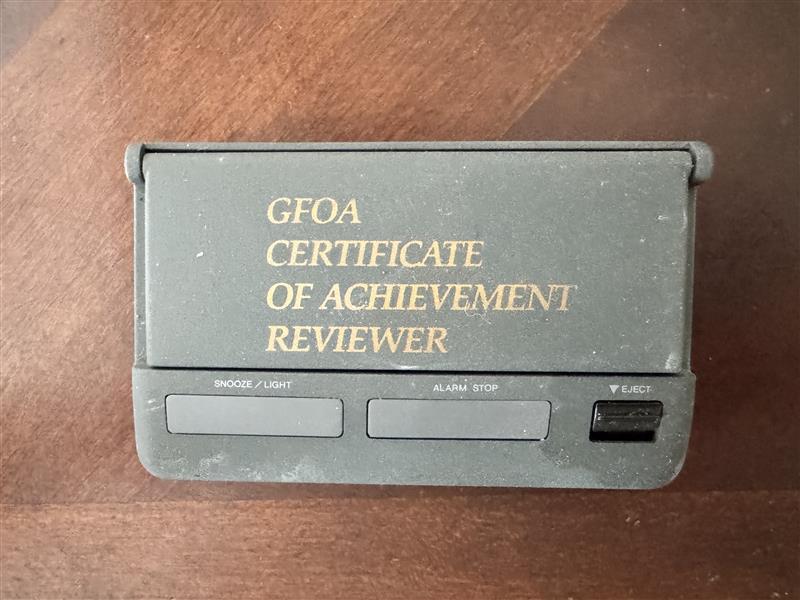 GFOA
CERTIFICATE
OF ACHIEVEMENT
REVIEWER
SNOOZE / LIGHT
ALARM STOP
▼ EJECT